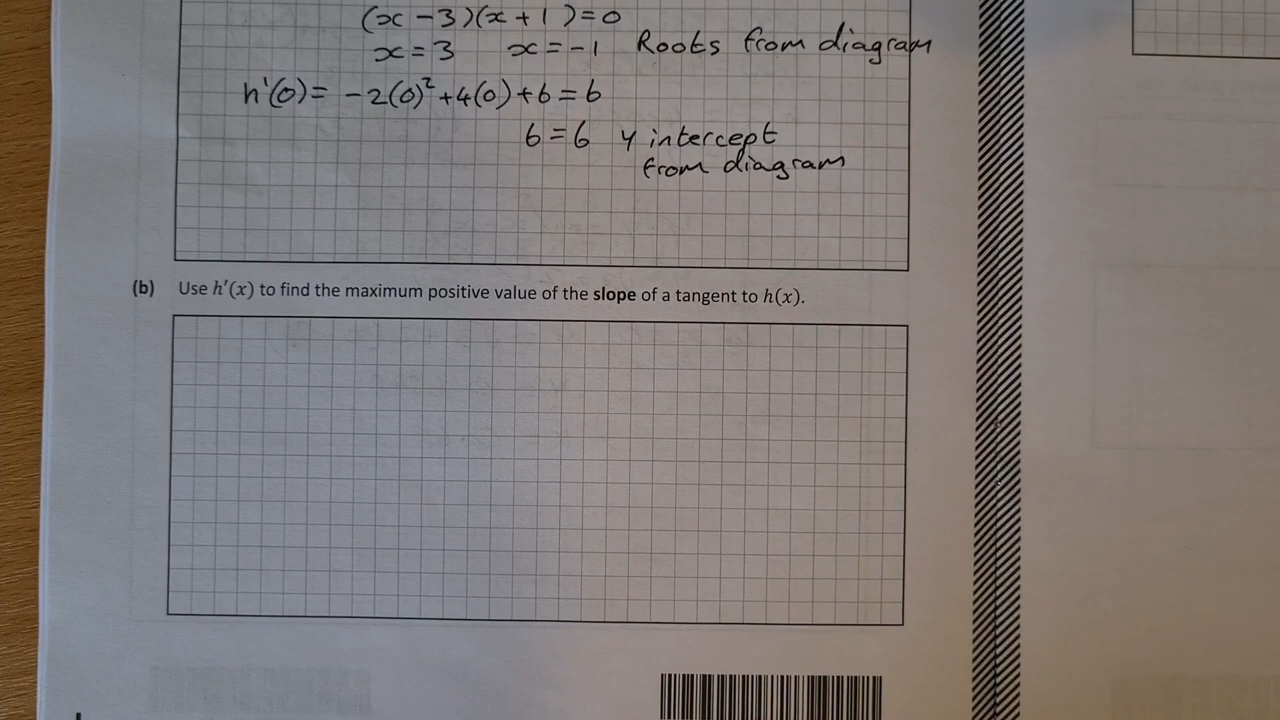 (x - 3)(x + 1) = 0
x = 3 x = -1 Roots from diagram
h'(0) = -2(0)² + 4(0) + 6 = 6
6 = 6 y intercept
from diagram
(b) Use h′(x) to find the maximum positive value of the slope of a tangent to h(x).